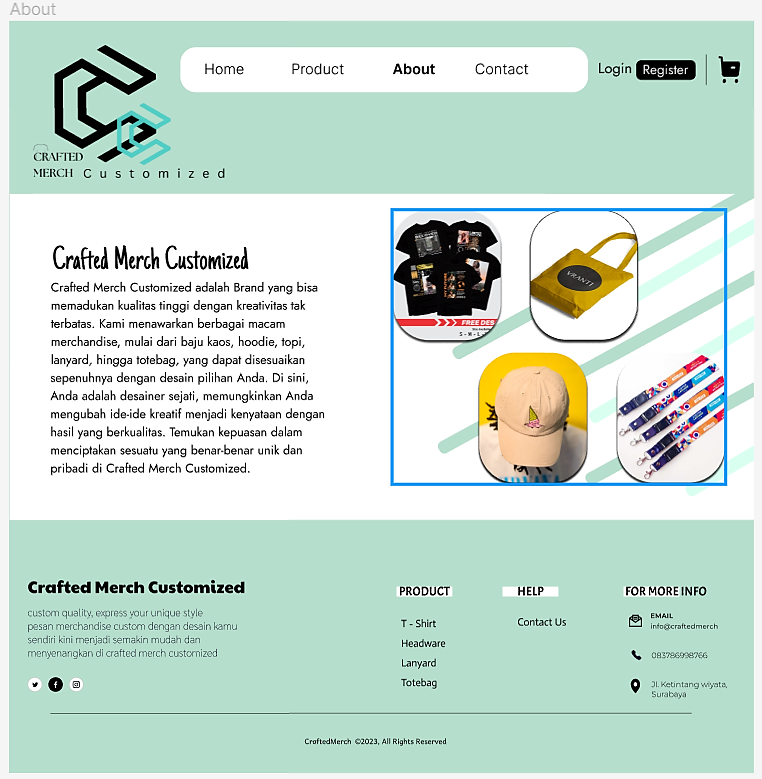 About
Home Product About Contact
Login Register
CRAFTED
MERCH Customized
Crafted Merch Customized
Crafted Merch Customized adalah Brand yang bisa
memadukan kualitas tinggi dengan kreativitas tak
terbatas. Kami menawarkan berbagai macam
merchandise, mulai dari baju kaos, hoodie, topi,
lanyard, hingga totebag, yang dapat disesuaikan
sepenuhnya dengan desain pilihan Anda. Di sini,
Anda adalah desainer sejati, memungkinkan Anda
mengubah ide-ide kreatif menjadi kenyataan dengan
hasil yang berkualitas. Temukan kepuasan dalam
menciptakan sesuatu yang benar-benar unik dan
pribadi di Crafted Merch Customized.
FREE DES
S - M - L
VRANTI
Crafted Merch Customized
custom quality, express your unique style
pesan merchandise custom dengan desain kamu
sendiri kini menjadi semakin mudah dan
menyenangkan di crafted merch customized
PRODUCT
T - Shirt
Headware
Lanyard
Totebag
HELP
Contact Us
FOR MORE INFO
EMAIL
info@craftedmerch
083786998766
Jl. Ketintang wiyata,
Surabaya
CraftedMerch ©2023, All Rights Reserved